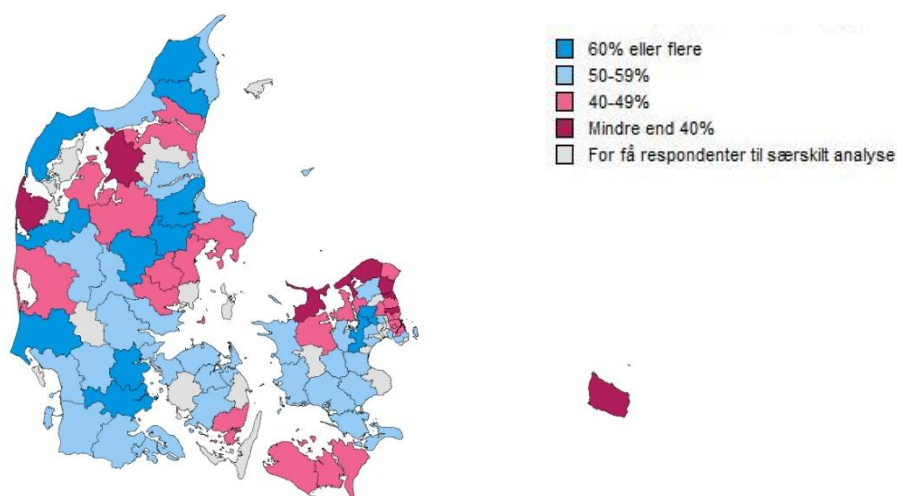 60% eller flere
50-59%
40-49%
Mindre end 40%
For få respondenter til særskilt analyse